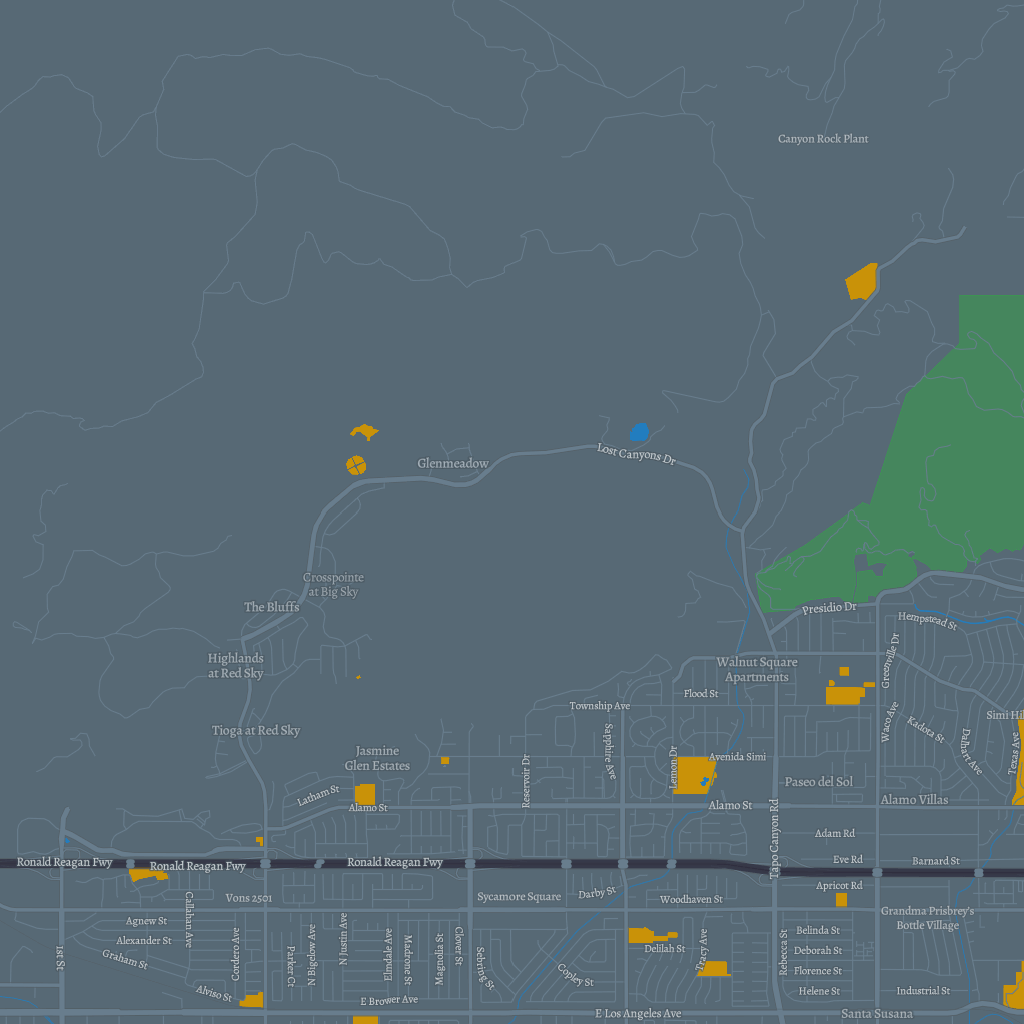 Canyon Rock Plant
Glenmeadow
Lost Canyons Dr
Crosspointe
at Big Sky
The Bluffs
Presidio Dr
Hempstead St
Highlands
at Red Sky
Walnut Square
Apartments
Greenville Dr
Flood St
Township Ave
Waco Ave
Simi Hil
Kadota St
Tioga at Red Sky
Sapphire Ave
Dalhart Ave
Texas Ave
Jasmine
Glen Estates
Avenida Simi
Lemon Dr
Reservoir Dr
Paseo del Sol
Latham St
Alamo St
Alamo St
Alamo Villas
Tapo Canyon Rd
Adam Rd
Ronald Reagan Fwy
Ronald Reagan Fwy
Ronald Reagan Fwy
Eve Rd
Barnard St
Apricot Rd
Vons 2501
Sycamore Square
Darby St
Woodhaven St
Grandma Prisbrey's
Bottle Village
Agnew St
Callahan Ave
Alexander St
Graham St
Cordero Ave
Parker Ct
N Bigelow Ave
N Justin Ave
Elmdale Ave
Marmone St
Magnolia St
Clover St
Sebring St
Copley St
Delilah St
Tracy Ave
Rebecca St
Belinda St
Deborah St
Florence St
Helene St
Industrial St
1st St
Alviso St
E Brower Ave
E Los Angeles Ave
Santa Susana